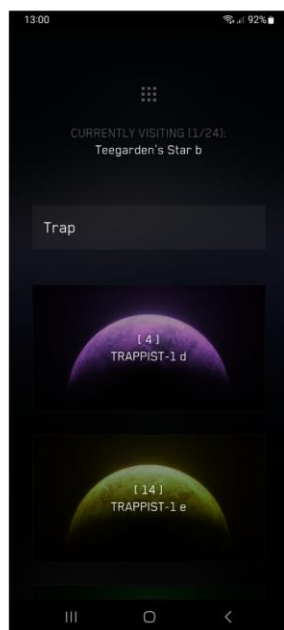 13:00 92%
CURRENTLY VISITING [1/24]:
Teegarden's Star b
Trap
[ 4 ]
TRAPPIST-1 d
[ 14 ]
TRAPPIST-1 e